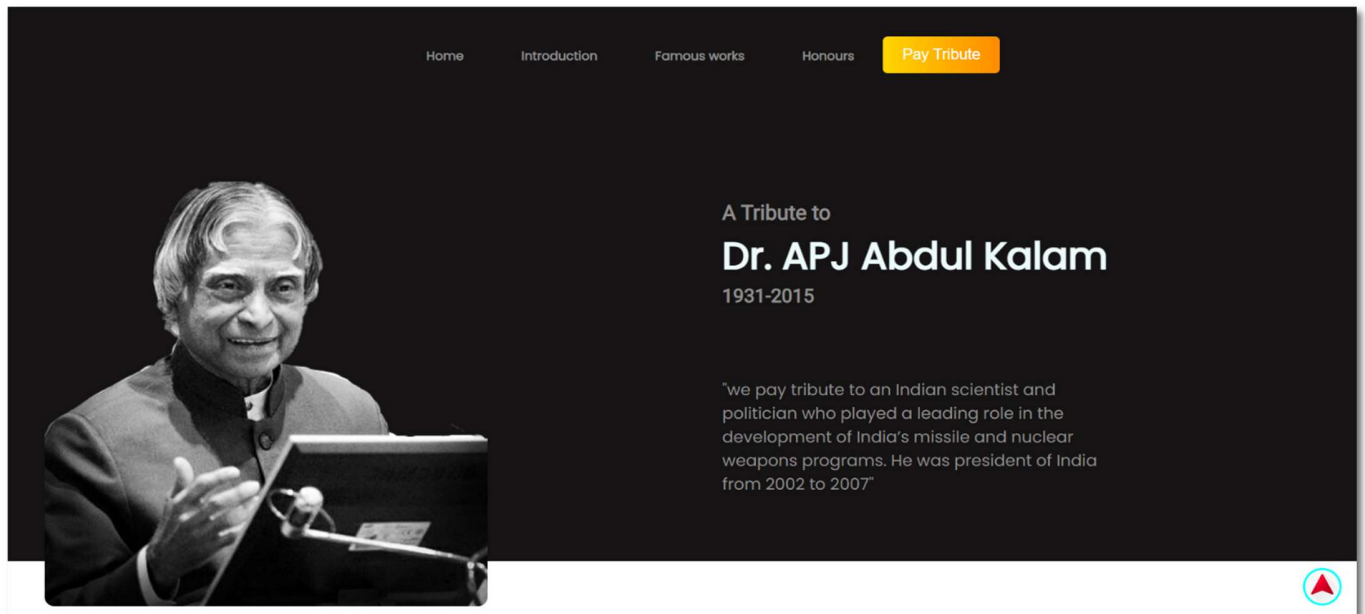 Home Introduction Famous works Honours Pay Tribute
A Tribute to
Dr. APJ Abdul Kalam
1931-2015
"we pay tribute to an Indian scientist and
politician who played a leading role in the
development of India's missile and nuclear
weapons programs. He was president of India
from 2002 to 2007"